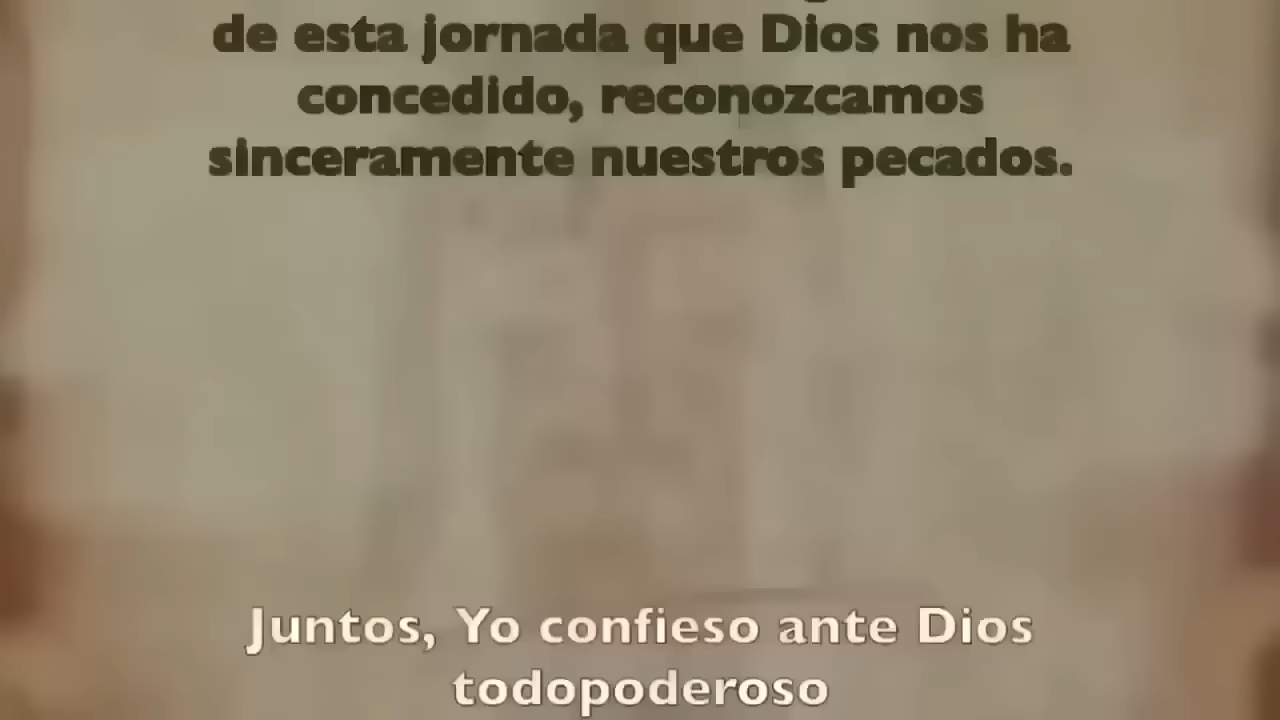 de esta jornada que Dios nos ha
concedido, reconozcamos
sinceramente nuestros pecados.
Juntos, Yo confieso ante Dios
todopoderoso